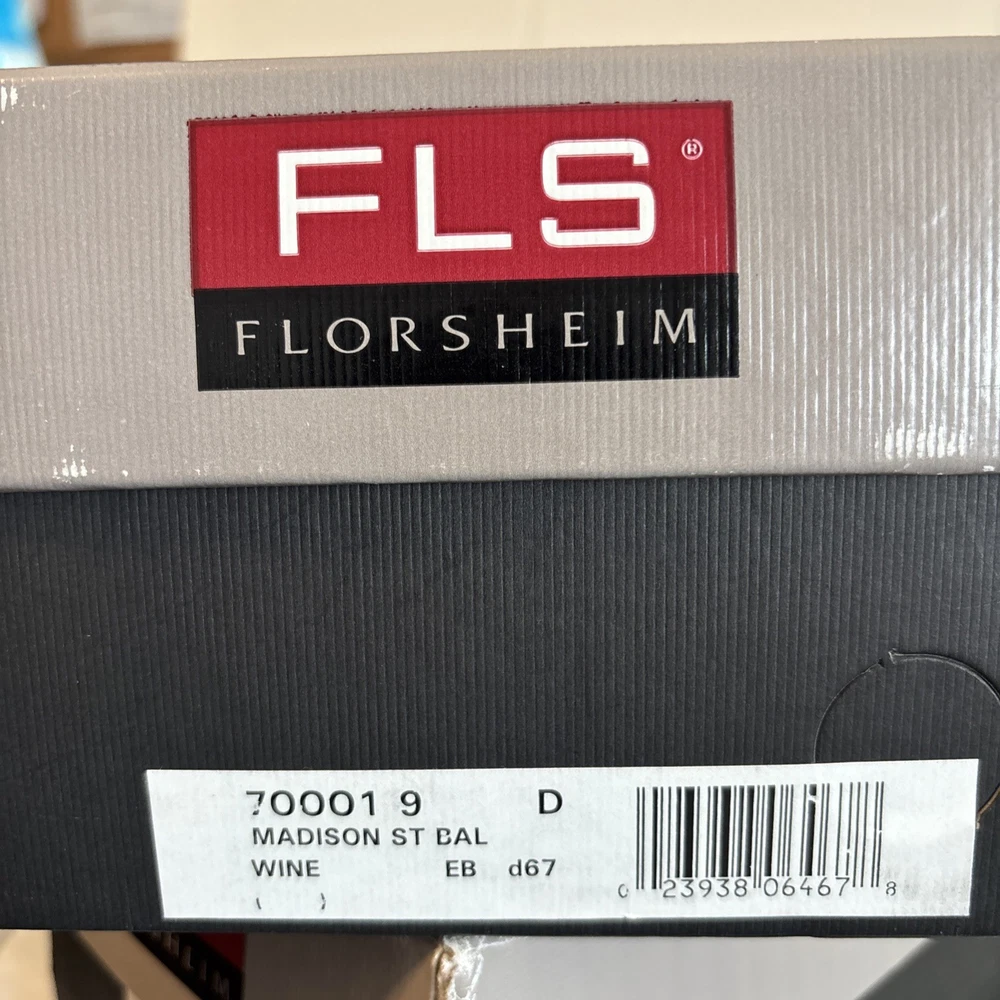 FLS®
FLORSHEIM
70001 9 D
MADISON ST BAL
WINE EB d67
( )
0 23938 06467 8